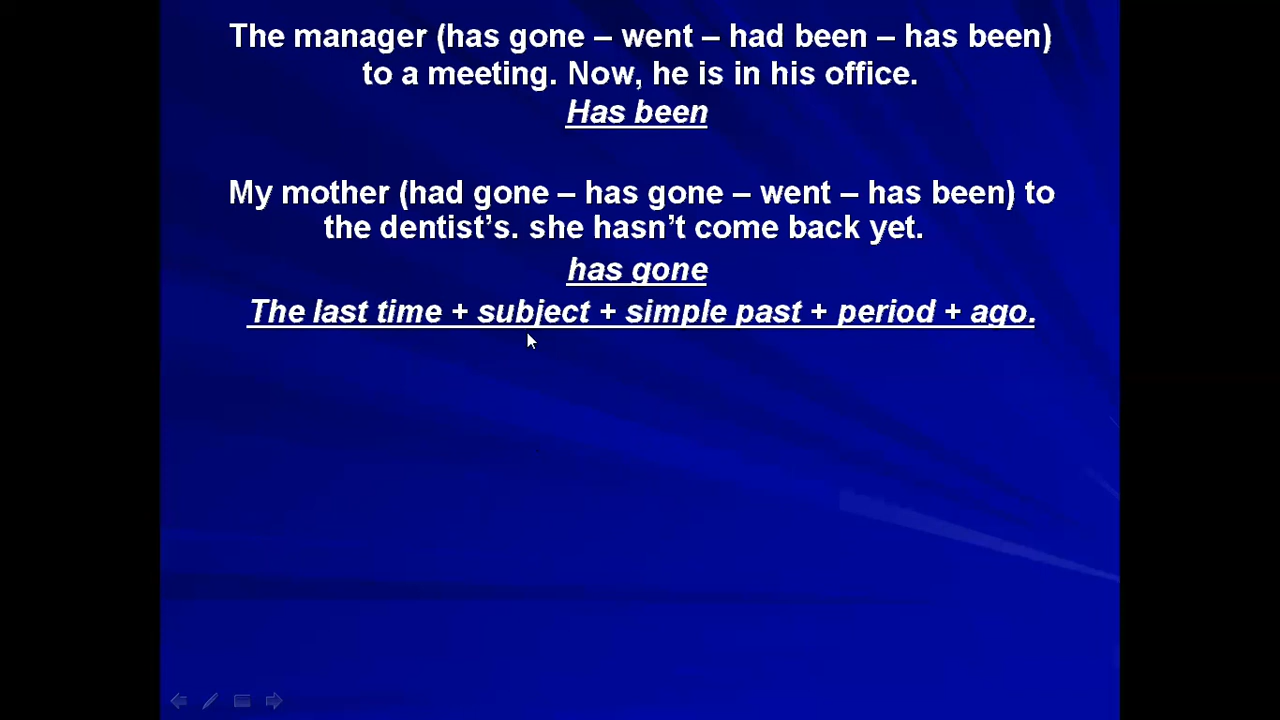 The manager (has gone – went – had been – has been)
to a meeting. Now, he is in his office.
Has been
My mother (had gone – has gone – went – has been) to
the dentist’s. she hasn’t come back yet.
has gone
The last time + subject + simple past + period + ago.